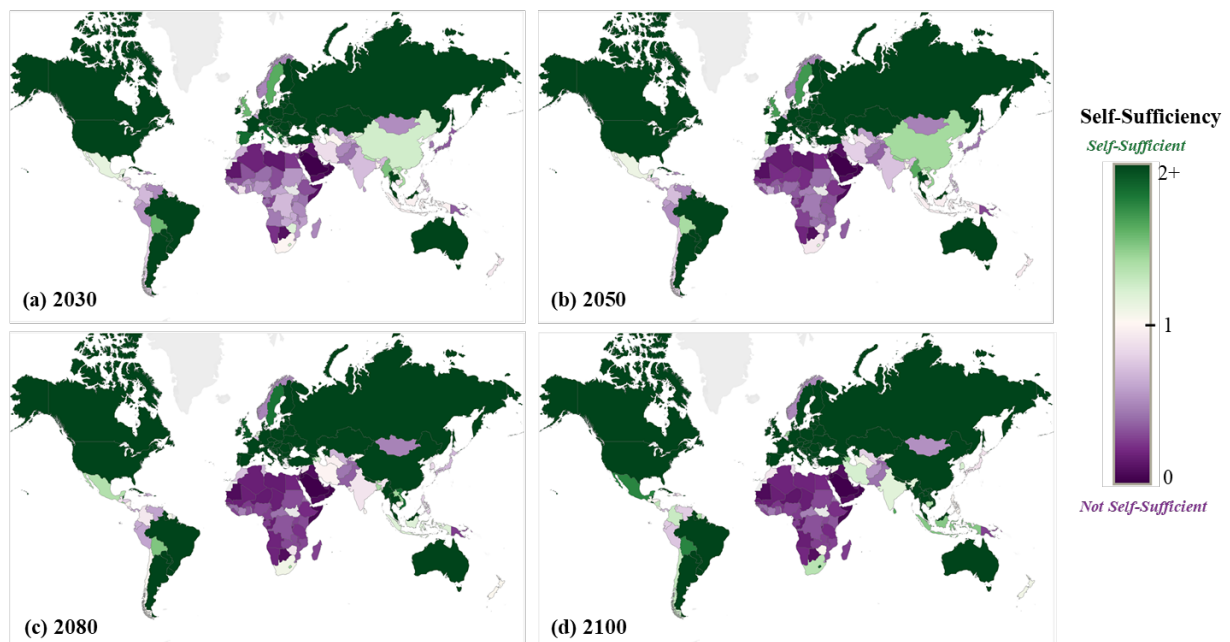 (a) 2030
(b) 2050
(c) 2080
(d) 2100
Self-Sufficiency
Self-Sufficient
2+
1
0
Not Self-Sufficient